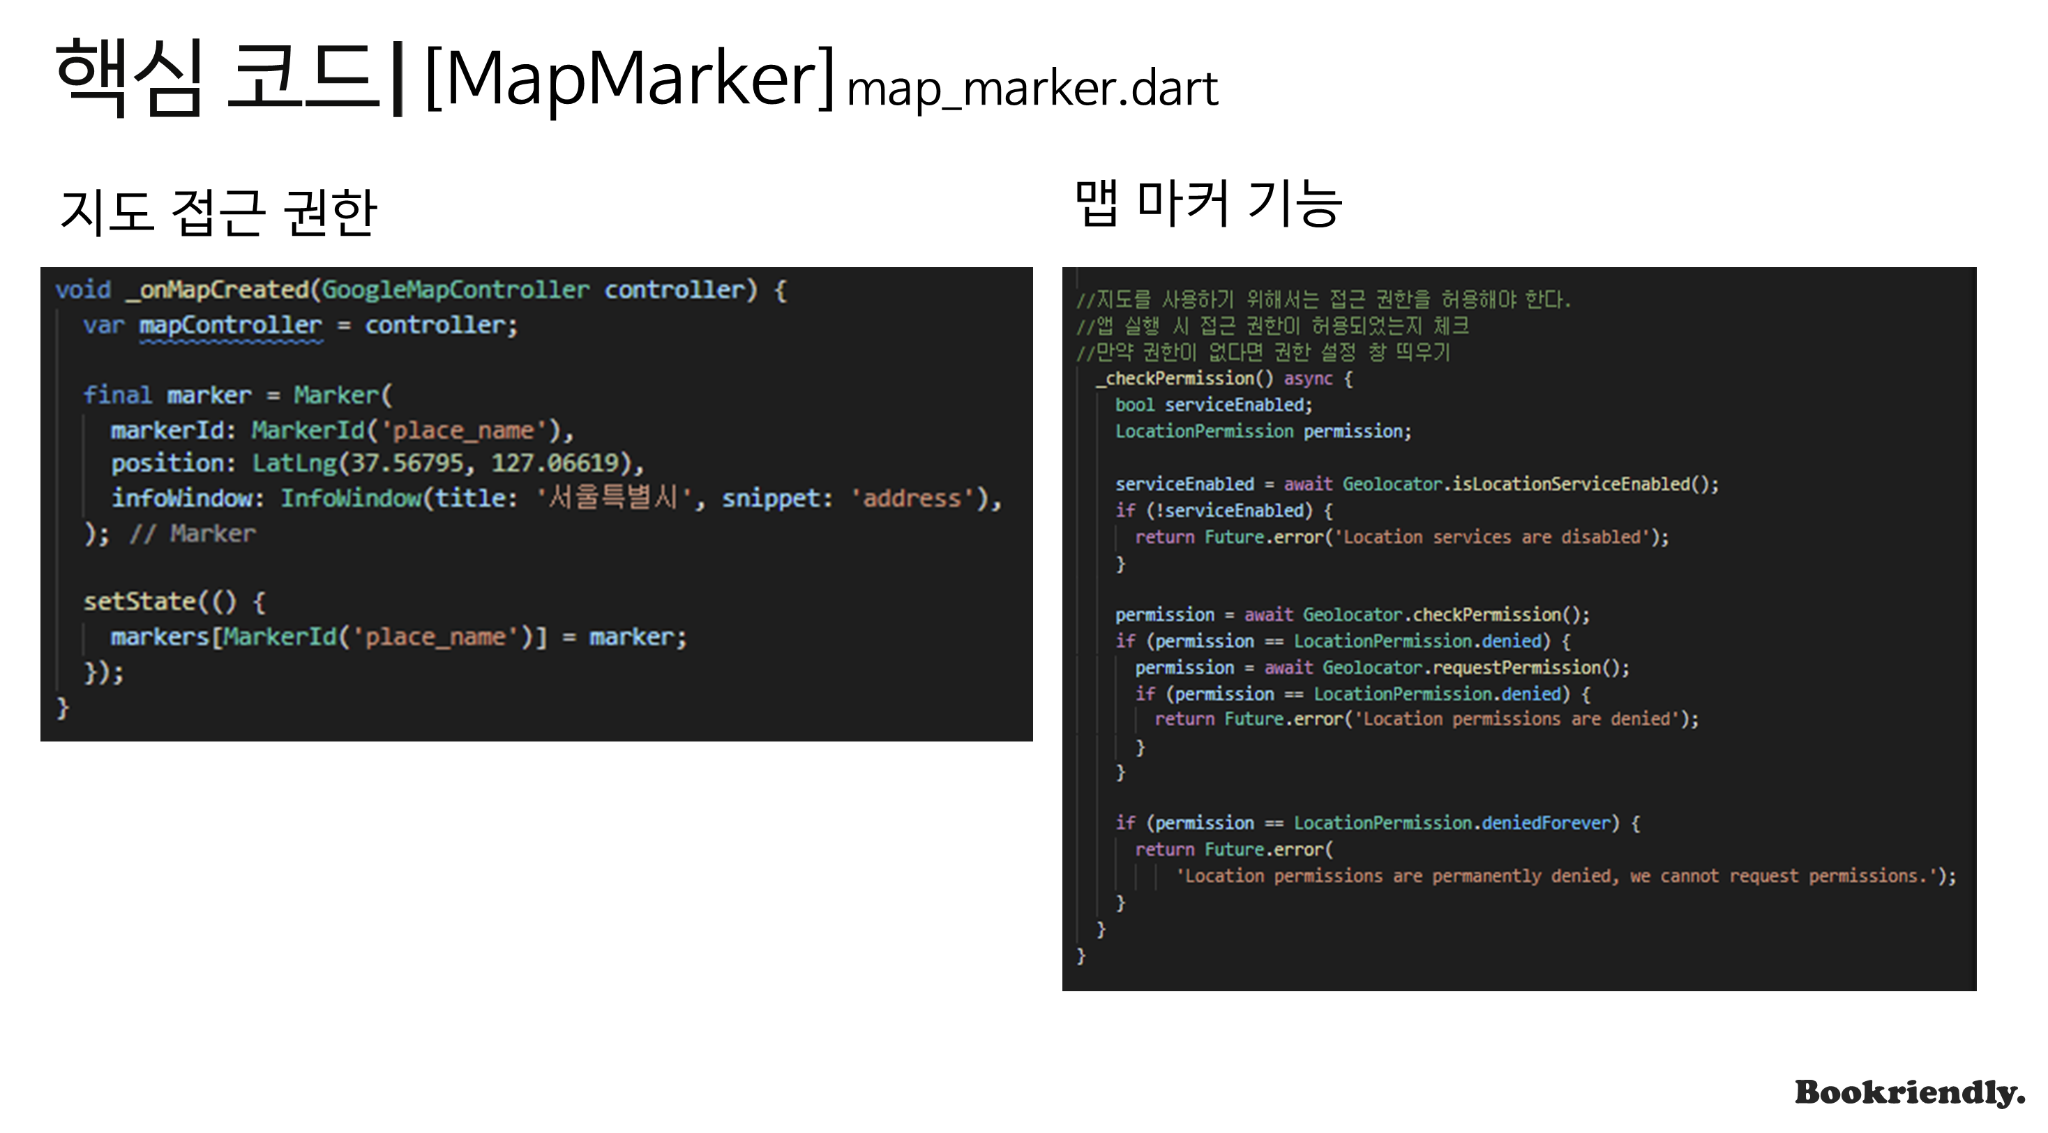 핵심 코드| [MapMarker] map_marker.dart
지도 접근 권한
void _onMapCreated(GoogleMapController controller) {
var mapController = controller;
final marker = Marker(
markerId: MarkerId('place_name'),
position: LatLng(37.56795, 127.06619),
infoWindow: InfoWindow(title: '서울특별시', snippet: 'address'),
); // Marker
setState(() {
markers[MarkerId('place_name')] = marker;
});
}
맵 마커 기능
//지도를 사용하기 위해서는 접근 권한을 허용해야 한다.
//앱 실행 시 접근 권한이 허용되었는지 체크
//만약 권한이 없다면 권한 설정 창 띄우기
_checkPermission() async {
bool serviceEnabled;
LocationPermission permission;
serviceEnabled = await Geolocator.isLocationServiceEnabled();
if (!serviceEnabled) {
return Future.error('Location services are disabled');
}
permission = await Geolocator.checkPermission();
if (permission == LocationPermission.denied) {
permission = await Geolocator.requestPermission();
if (permission == LocationPermission.denied) {
return Future.error('Location permissions are denied');
}
}
if (permission == LocationPermission.deniedForever) {
return Future.error(
'Location permissions are permanently denied, we cannot request permissions.');
}
}
}
Bookriendly.